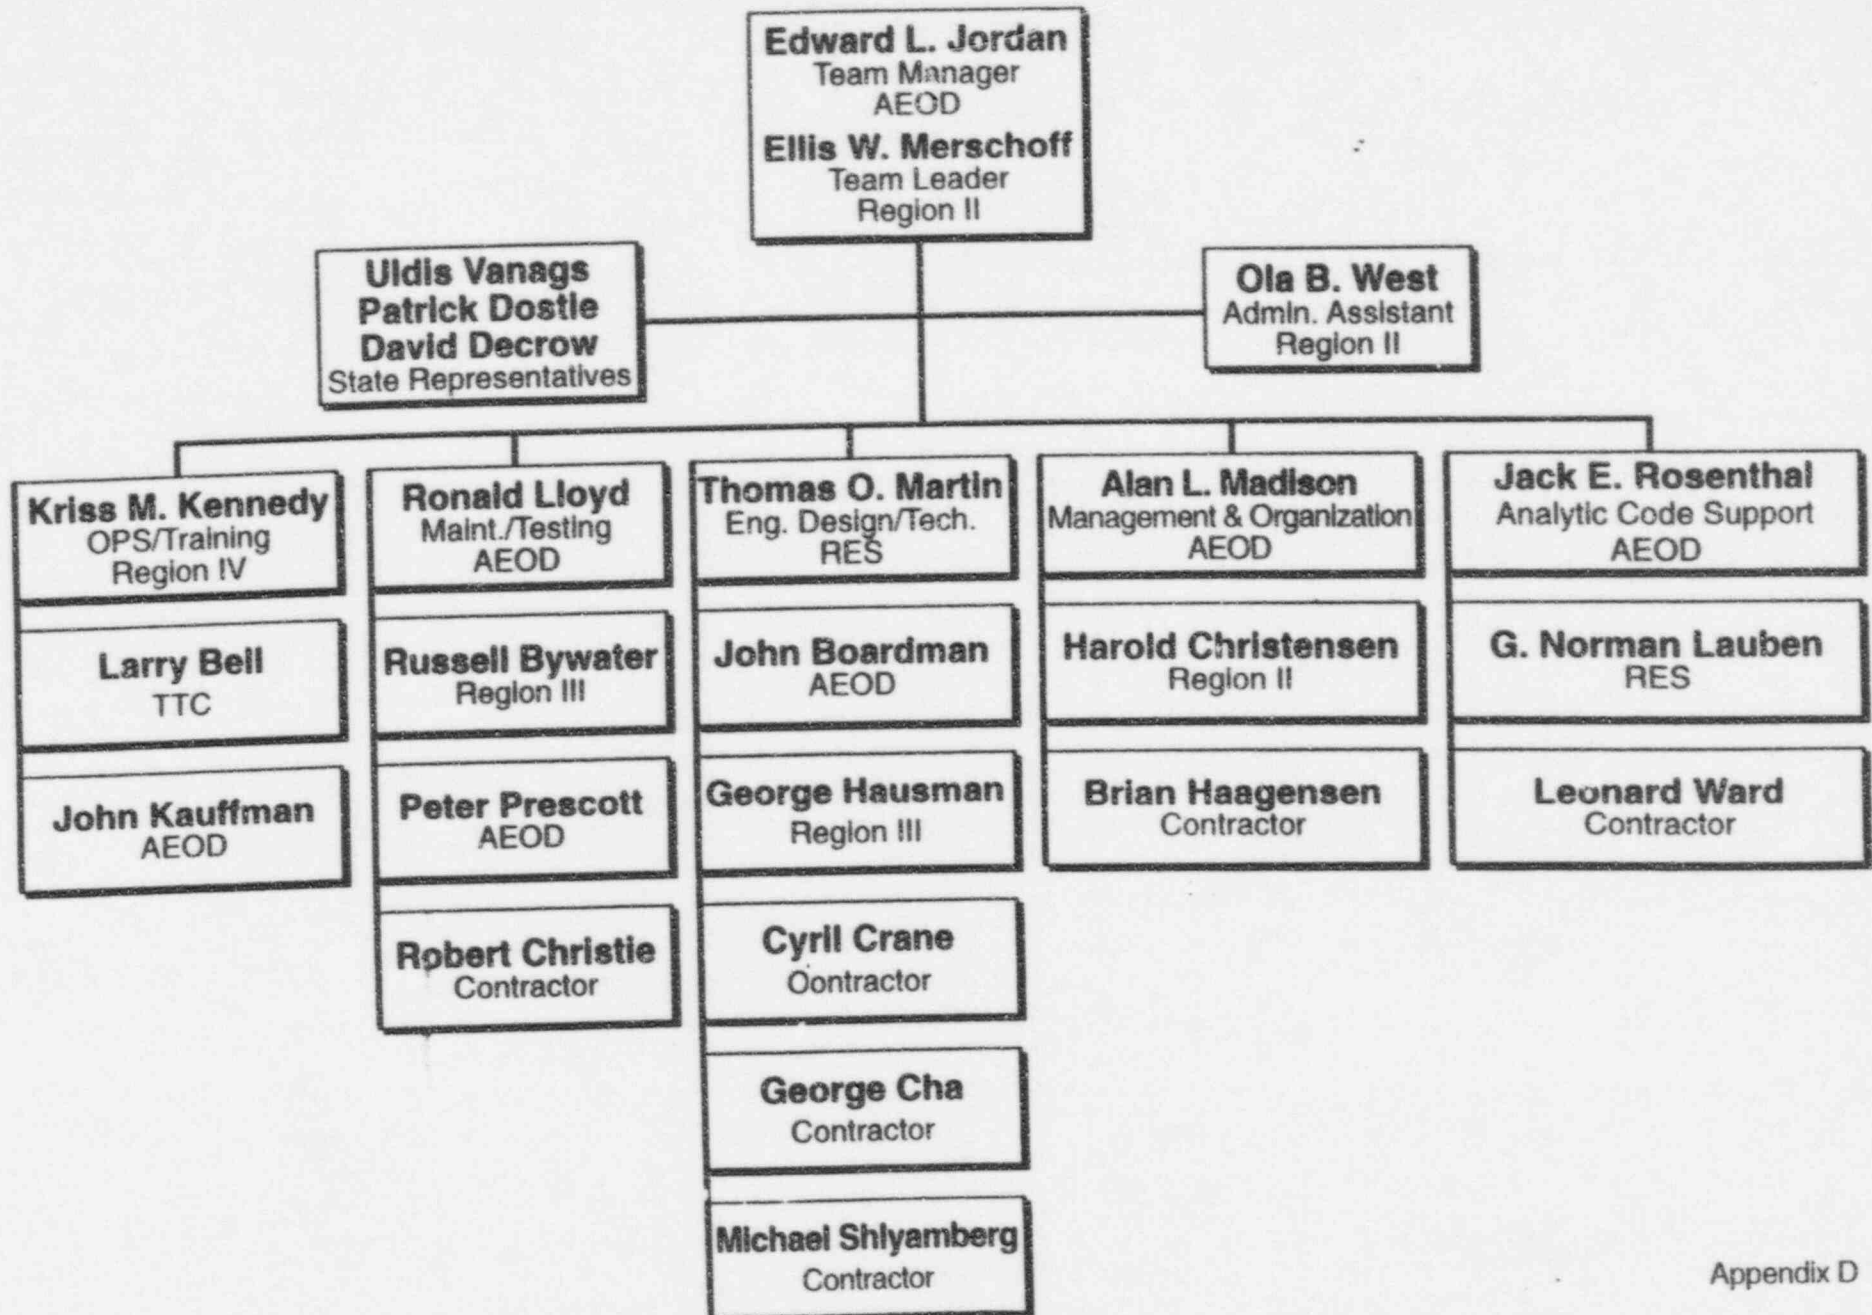 Edward L. Jordan
Team Manager
AEOD
Ellis W. Merschoff
Team Leader
Region II
Uldis Vanags
Patrick Dostie
David Decrow
State Representatives
Ola B. West
Admin. Assistant
Region II
Kriss M. Kennedy
OPS/Training
Region IV
Larry Bell
TTC
John Kauffman
AEOD
Ronald Lloyd
Maint./Testing
AEOD
Russell Bywater
Region III
Peter Prescott
AEOD
Robert Christie
Contractor
Thomas O. Martin
Eng. Design/Tech.
RES
John Boardman
AEOD
George Hausman
Region III
Cyril Crane
Contractor
George Cha
Contractor
Michael Shlyamberg
Contractor
Alan L. Madison
Management & Organization
AEOD
Harold Christensen
Region II
Brian Haagensen
Contractor
Jack E. Rosenthal
Analytic Code Support
AEOD
G. Norman Lauben
RES
Leonard Ward
Contractor
Appendix D